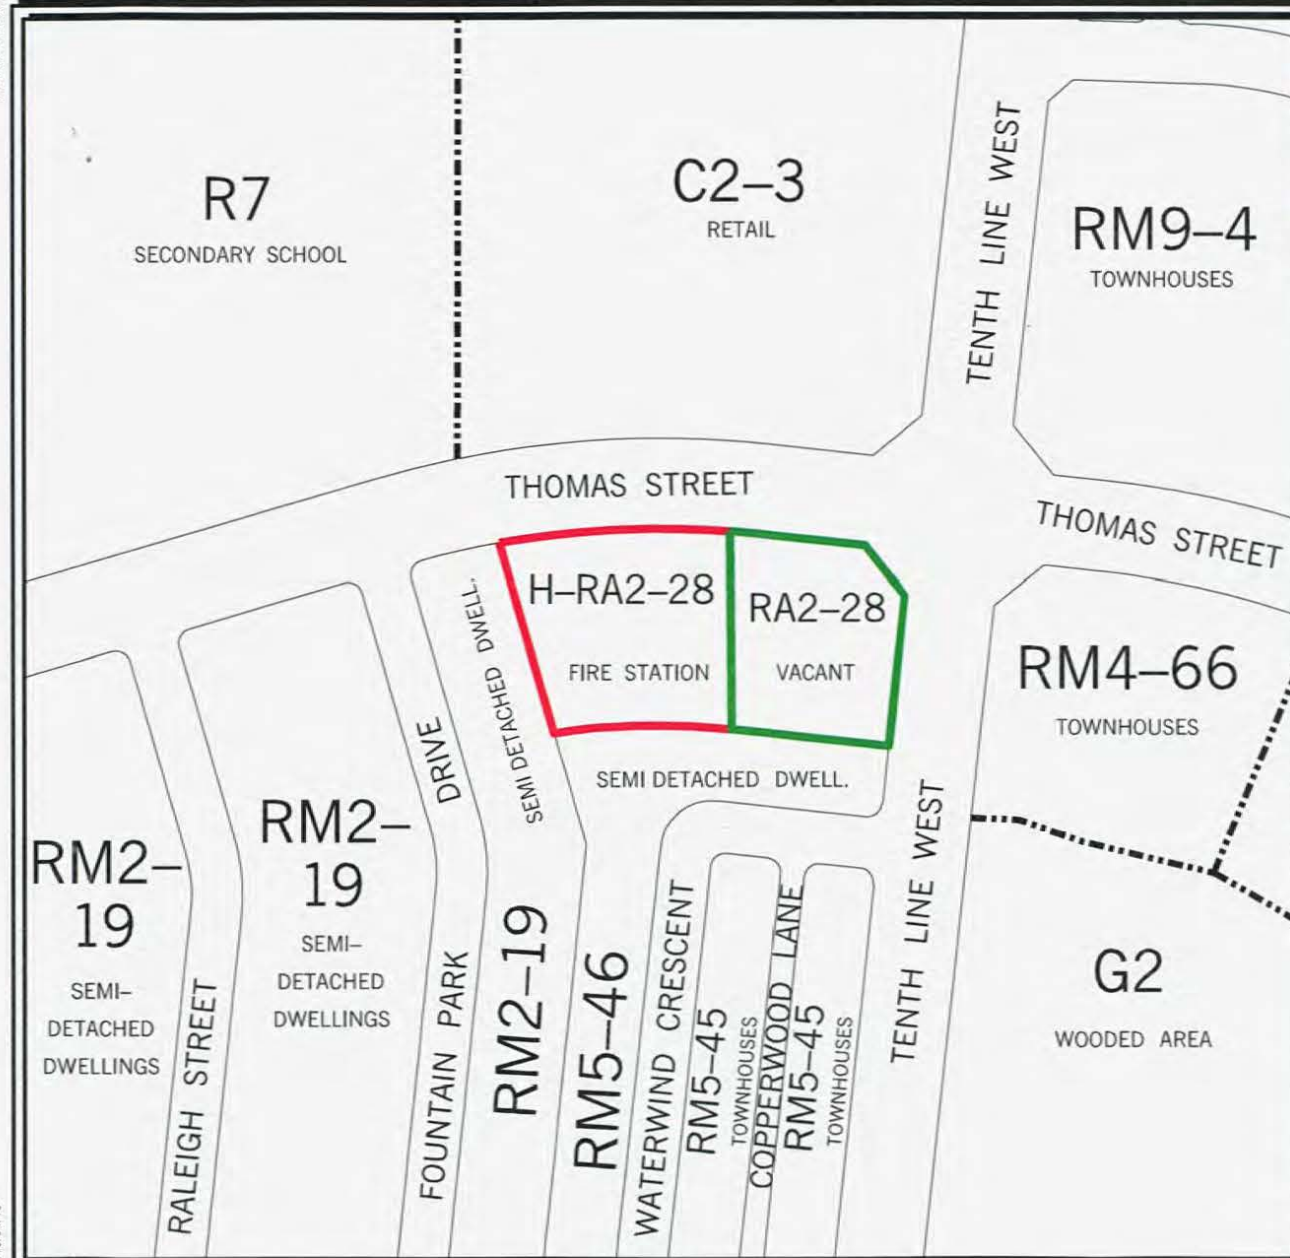 R7
SECONDARY SCHOOL
C2–3
RETAIL
TENTH LINE WEST
RM9–4
TOWNHOUSES
THOMAS STREET
THOMAS STREET
SEMI DETACHED DWELL.
H–RA2–28
FIRE STATION
RA2–28
VACANT
RM4–66
TOWNHOUSES
SEMI DETACHED DWELL.
RM2–
19
SEMI–
DETACHED
DWELLINGS
RALEIGH STREET
RM2–
19
SEMI–
DETACHED
DWELLINGS
FOUNTAIN PARK DRIVE
RM2–19
RM5–46
WATERWIND CRESCENT
RM5–45
TOWNHOUSES
COPPERWOOD LANE
RM5–45
TOWNHOUSES
TENTH LINE WEST
G2
WOODED AREA